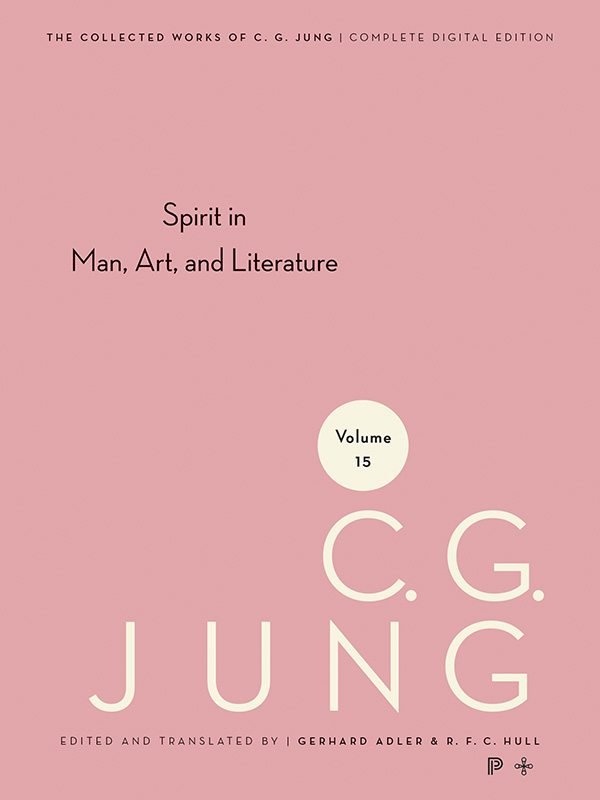 THE COLLECTED WORKS OF C. G. JUNG | COMPLETE DIGITAL EDITION
Spirit in
Man, Art, and Literature
Volume
15
C. G.
JUNG
EDITED AND TRANSLATED BY | GERHARD ADLER & R. F. C. HULL